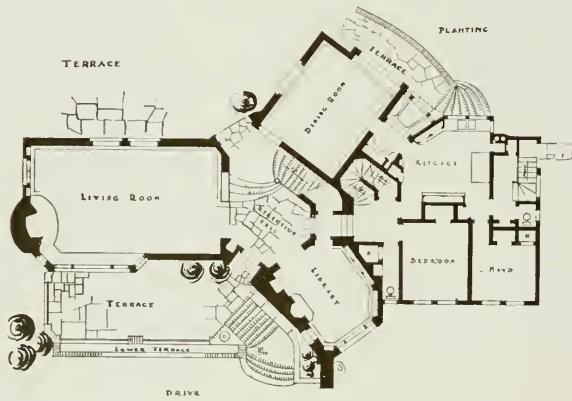 PLANTING
TERRACE
TERRACE
DINING ROOM
KITCHEN
LIVING ROOM
RECEPTION
HALL
LIBRARY
BEDROOM
MAID
TERRACE
LOWER TERRACE
DRIVE